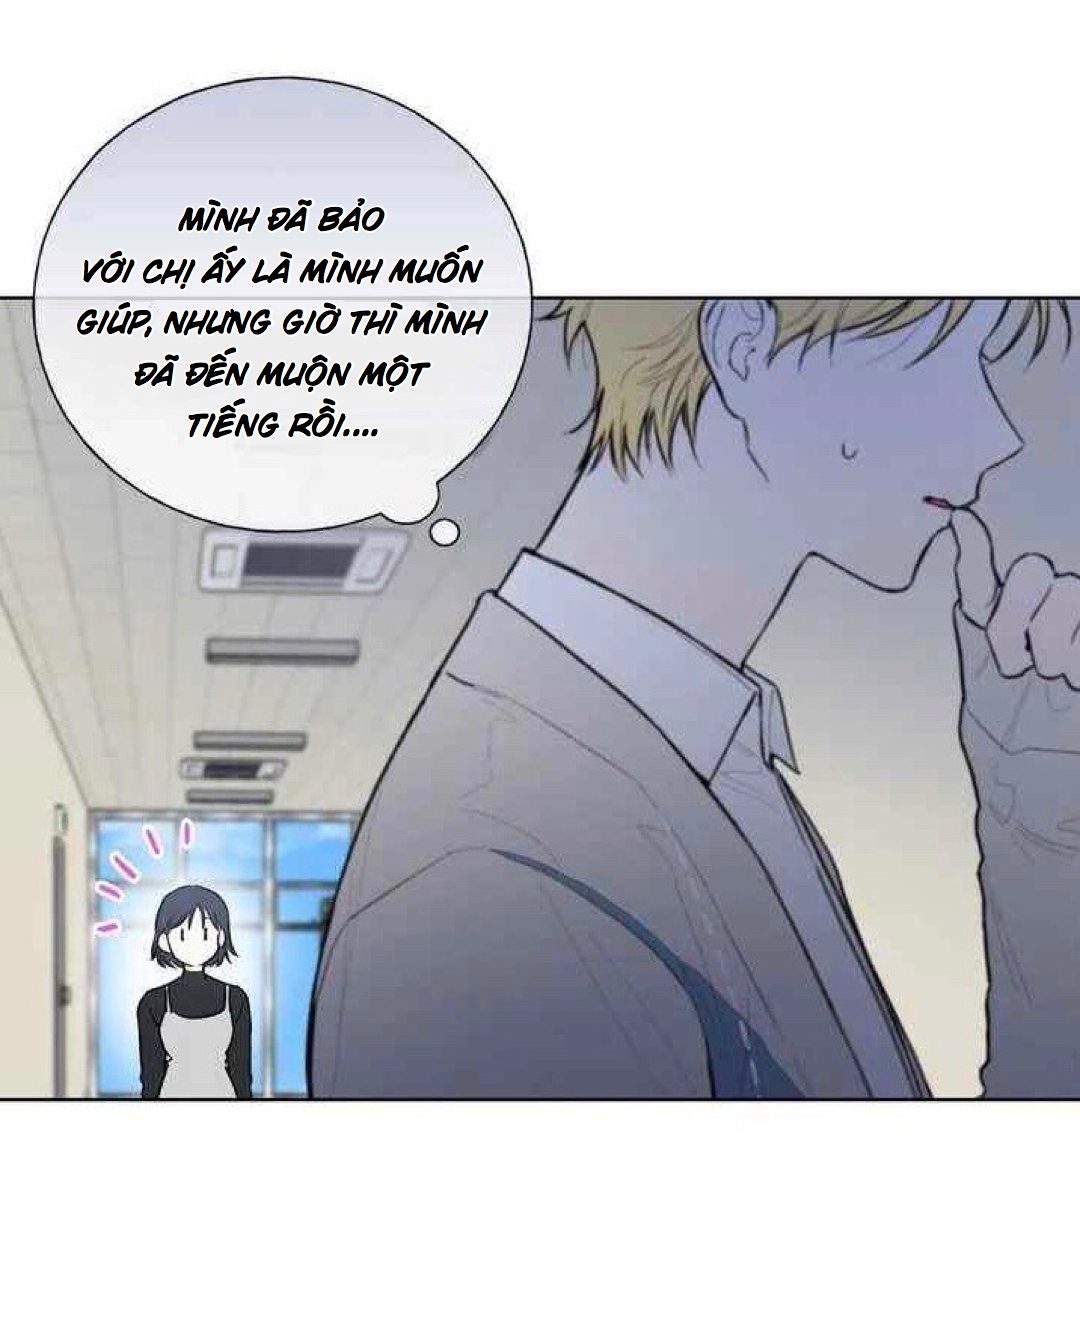 MÌNH ĐÃ BẢO
VỚI CHỊ ẤY LÀ MÌNH MUỐN
GIÚP, NHƯNG GIỜ THÌ MÌNH
ĐÃ ĐẾN MUỘN MỘT
TIẾNG RỒI....